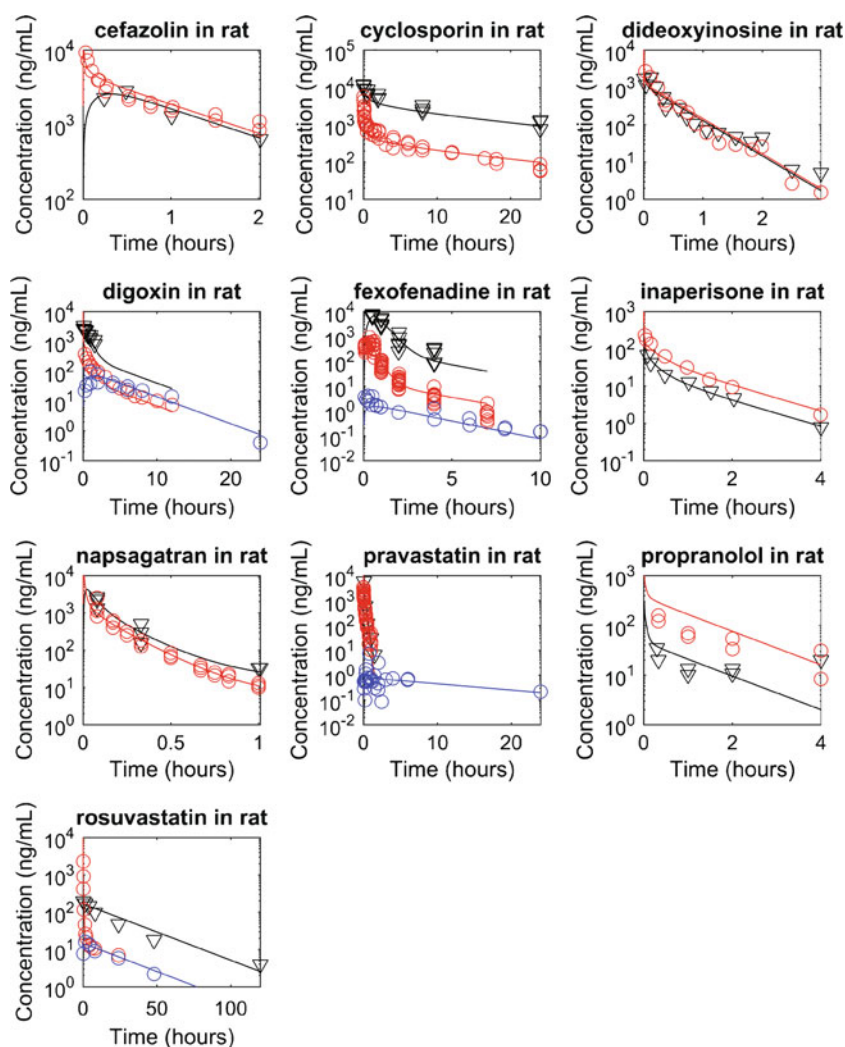 cefazolin in rat
Concentration (ng/mL)
10^4
10^3
10^2
0 1 2
Time (hours)
cyclosporin in rat
Concentration (ng/mL)
10^5
10^4
10^3
10^2
10^1
0 10 20
Time (hours)
dideoxyinosine in rat
Concentration (ng/mL)
10^4
10^3
10^2
10^1
10^0
0 1 2 3
Time (hours)
digoxin in rat
Concentration (ng/mL)
10^4
10^3
10^2
10^1
10^0
10^-1
0 10 20
Time (hours)
fexofenadine in rat
Concentration (ng/mL)
10^4
10^3
10^2
10^1
10^0
10^-1
10^-2
0 5 10
Time (hours)
inaperisone in rat
Concentration (ng/mL)
10^4
10^3
10^2
10^1
10^0
10^-1
0 2 4
Time (hours)
napsagatran in rat
Concentration (ng/mL)
10^4
10^3
10^2
10^1
10^0
0 0.5 1
Time (hours)
pravastatin in rat
Concentration (ng/mL)
10^4
10^3
10^2
10^1
10^0
10^-1
10^-2
0 10 20
Time (hours)
propranolol in rat
Concentration (ng/mL)
10^3
10^2
10^1
10^0
0 2 4
Time (hours)
rosuvastatin in rat
Concentration (ng/mL)
10^4
10^3
10^2
10^1
10^0
0 50 100
Time (hours)